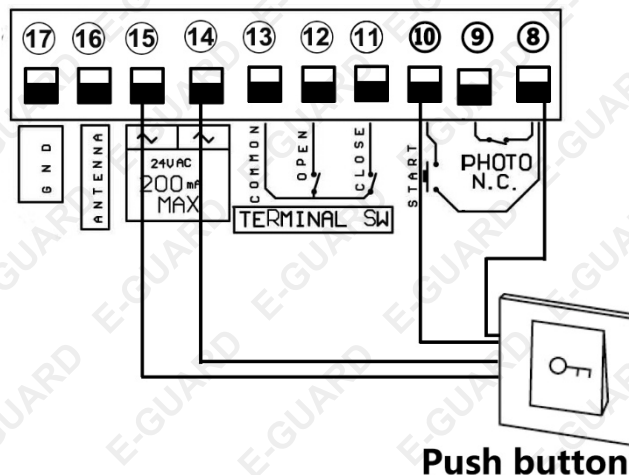 17 16 15 14 13 12 11 10 9 8
GND
ANTENNA
~ ~
24VAC
200mA
MAX
COMMON
OPEN
CLOSE
TERMINAL SW
START
PHOTO
N.C.
Push button
E-GUARD